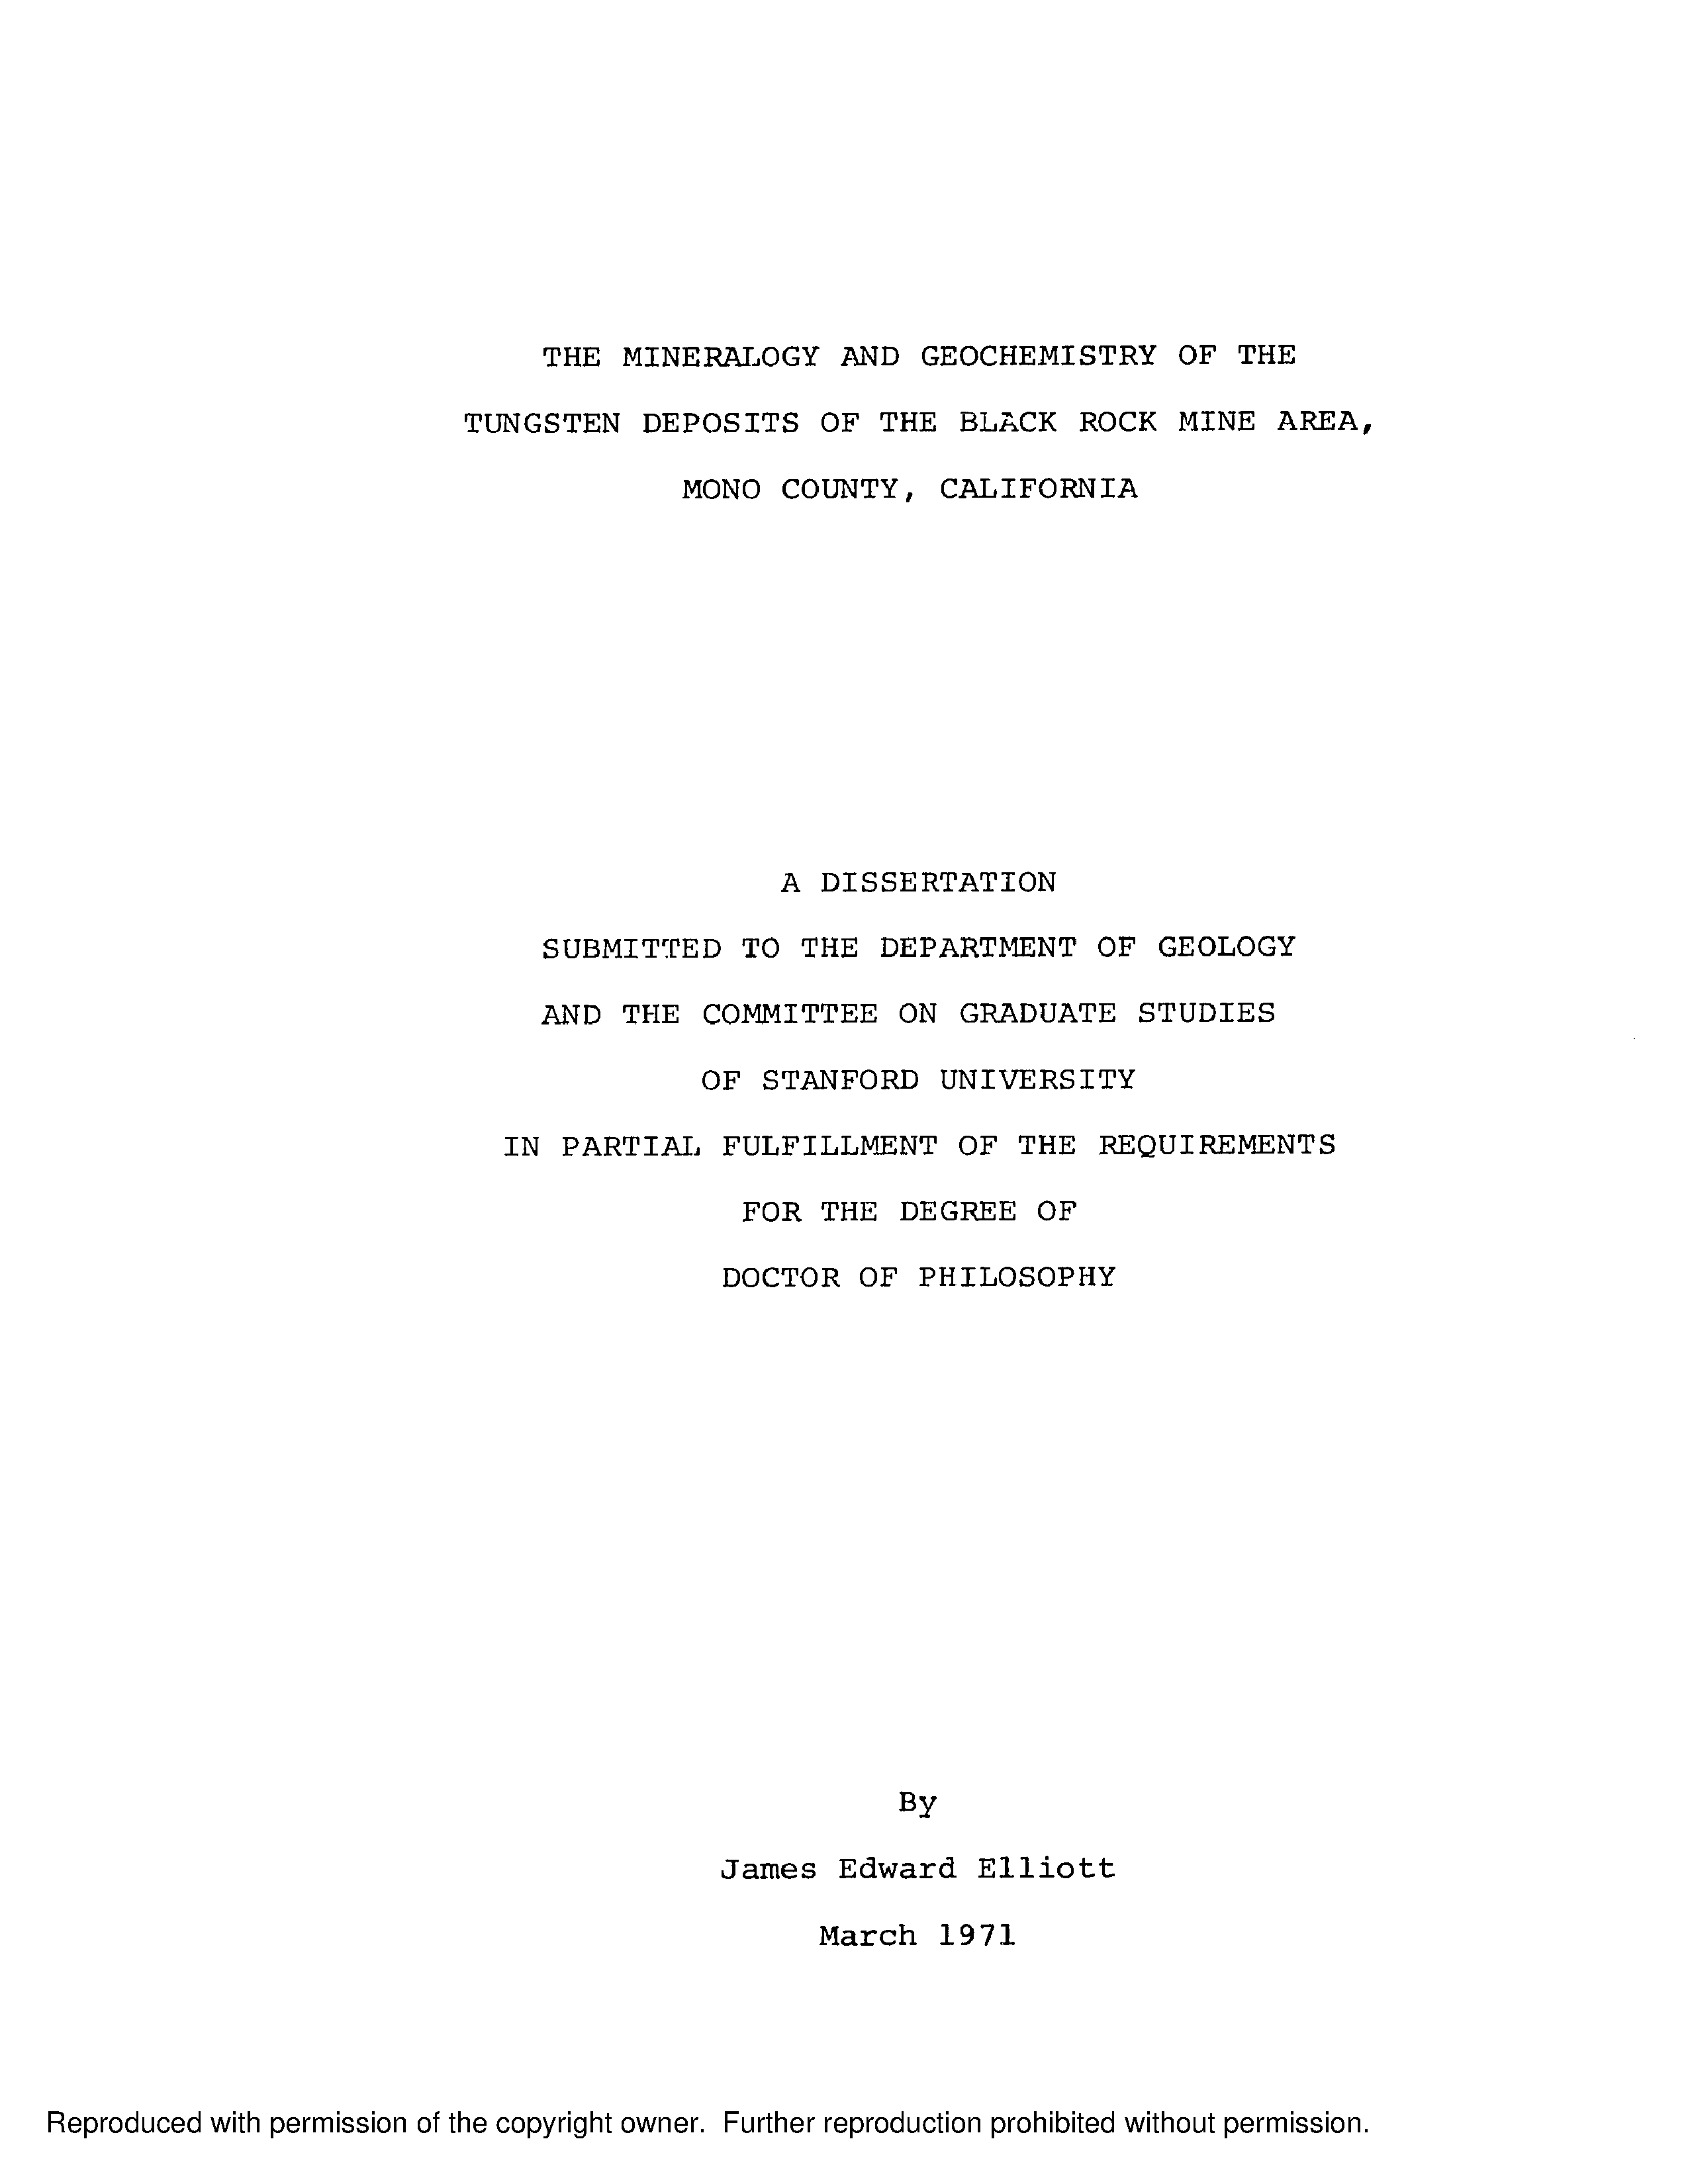 THE MINERALOGY AND GEOCHEMISTRY OF THE
TUNGSTEN DEPOSITS OF THE BLACK ROCK MINE AREA,
MONO COUNTY, CALIFORNIA
A DISSERTATION
SUBMITTED TO THE DEPARTMENT OF GEOLOGY
AND THE COMMITTEE ON GRADUATE STUDIES
OF STANFORD UNIVERSITY
IN PARTIAL FULFILLMENT OF THE REQUIREMENTS
FOR THE DEGREE OF
DOCTOR OF PHILOSOPHY
By
James Edward Elliott
March 1971
Reproduced with permission of the copyright owner. Further reproduction prohibited without permission.